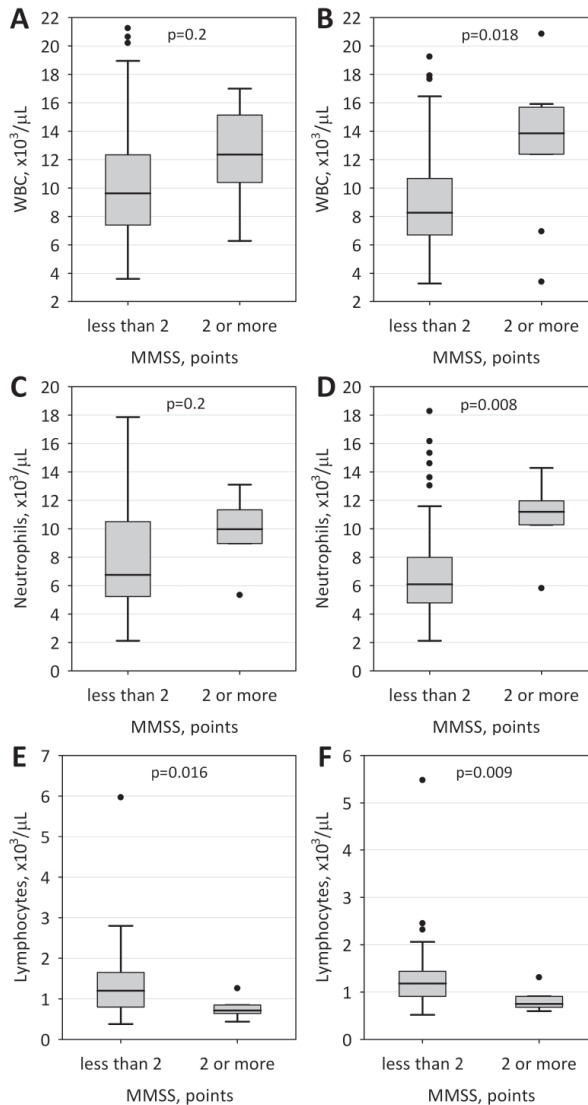 A
p=0.2
WBC, x10³/μL
22
20
18
16
14
12
10
8
6
4
2
less than 2
2 or more
MMSS, points
B
p=0.018
WBC, x10³/μL
22
20
18
16
14
12
10
8
6
4
2
less than 2
2 or more
MMSS, points
C
p=0.2
Neutrophils, x10³/μL
20
18
16
14
12
10
8
6
4
2
0
less than 2
2 or more
MMSS, points
D
p=0.008
Neutrophils, x10³/μL
20
18
16
14
12
10
8
6
4
2
0
less than 2
2 or more
MMSS, points
E
p=0.016
Lymphocytes, x10³/μL
7
6
5
4
3
2
1
0
less than 2
2 or more
MMSS, points
F
p=0.009
Lymphocytes, x10³/μL
6
5
4
3
2
1
0
less than 2
2 or more
MMSS, points